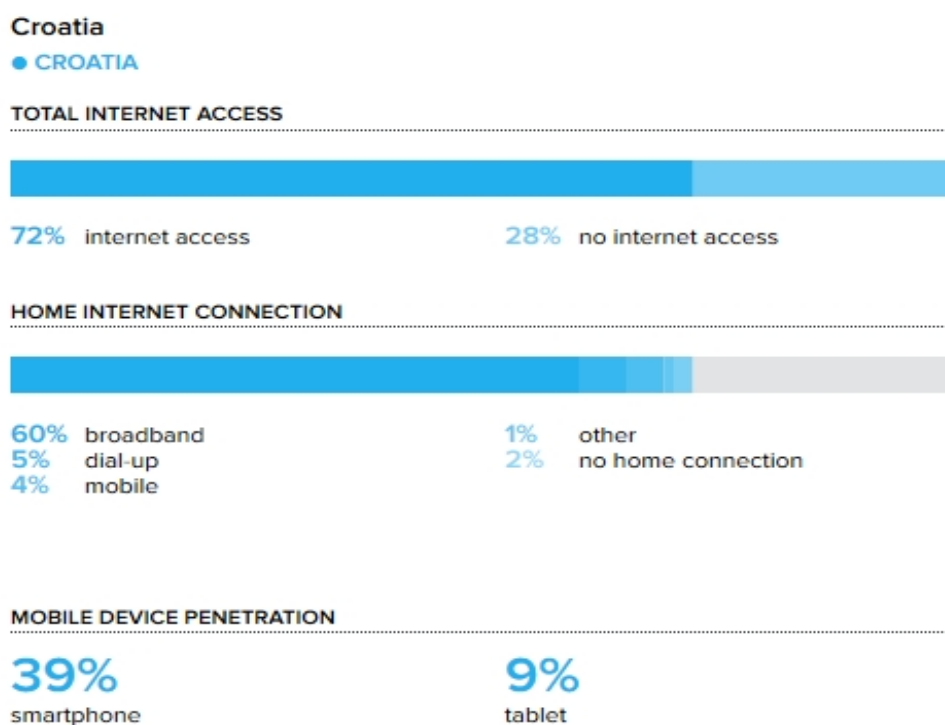 Croatia
● CROATIA
TOTAL INTERNET ACCESS
72% internet access 28% no internet access
HOME INTERNET CONNECTION
60% broadband 1% other
5% dial-up 2% no home connection
4% mobile
MOBILE DEVICE PENETRATION
39% 9%
smartphone tablet